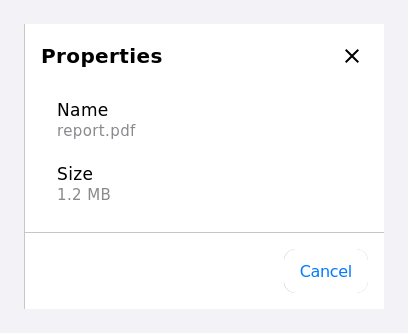 Properties
Name
report.pdf
Size
1.2 MB
Cancel